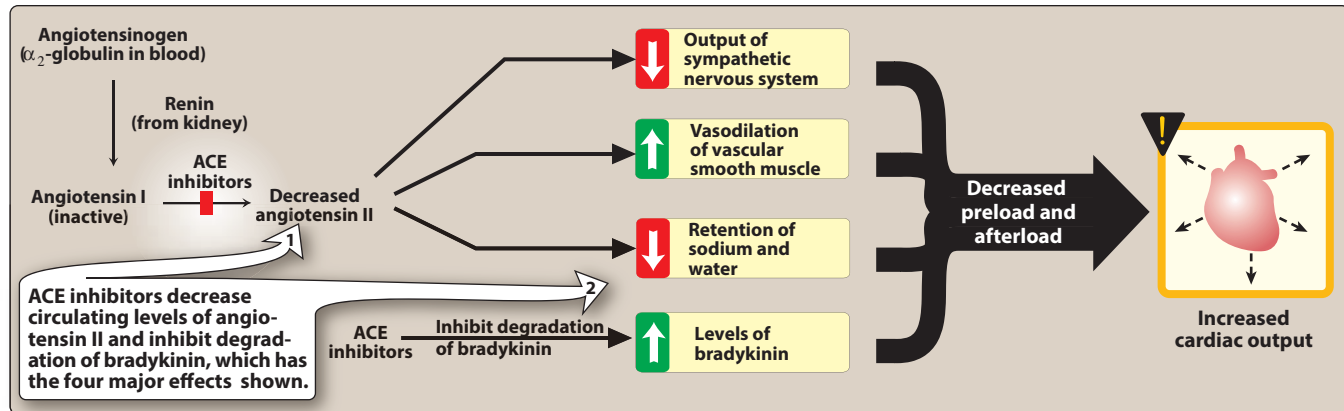 Angiotensinogen
(α₂-globulin in blood)
Renin
(from kidney)
ACE
inhibitors
Angiotensin I
(inactive)
Decreased
angiotensin II
1
ACE inhibitors decrease
circulating levels of angio-
tensin II and inhibit degrad-
ation of bradykinin, which has
the four major effects shown.
2
ACE
inhibitors
Inhibit degradation
of bradykinin
Output of
sympathetic
nervous system
Vasodilation
of vascular
smooth muscle
Retention of
sodium and
water
Levels of
bradykinin
Decreased
preload and
afterload
!
Increased
cardiac output